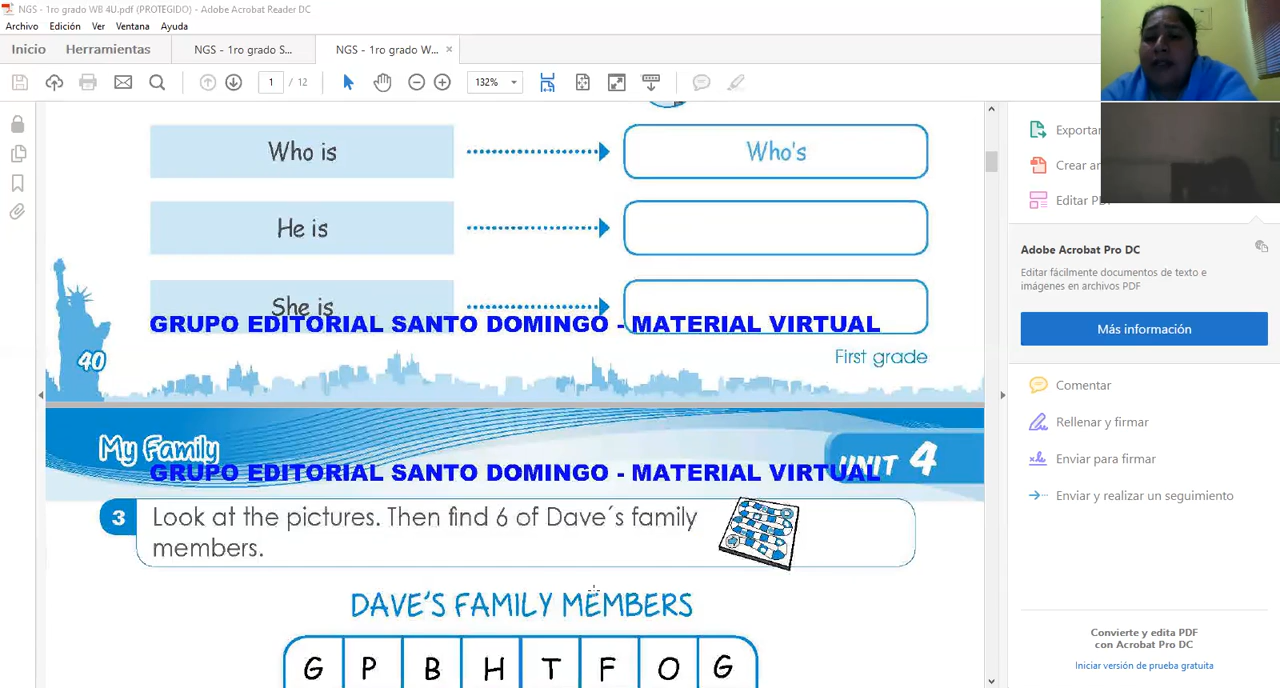 NGS - 1ro grado WB 4U.pdf (PROTEGIDO) - Adobe Acrobat Reader DC
Archivo Edición Ver Ventana Ayuda
Inicio Herramientas NGS - 1ro grado S... NGS - 1ro grado W... ×
1 / 12 132%
Exportar
Crear ar
Editar PD
Who is Who's
He is
She is
GRUPO EDITORIAL SANTO DOMINGO - MATERIAL VIRTUAL
40
First grade
My Family
UNIT 4
GRUPO EDITORIAL SANTO DOMINGO - MATERIAL VIRTUAL
3 Look at the pictures. Then find 6 of Dave´s family
members.
DAVE'S FAMILY MEMBERS
G P B H T F O G
Adobe Acrobat Pro DC
Editar fácilmente documentos de texto e
imágenes en archivos PDF
Más información
Comentar
Rellenar y firmar
Enviar para firmar
Enviar y realizar un seguimiento
Convierte y edita PDF
con Acrobat Pro DC
Iniciar versión de prueba gratuita